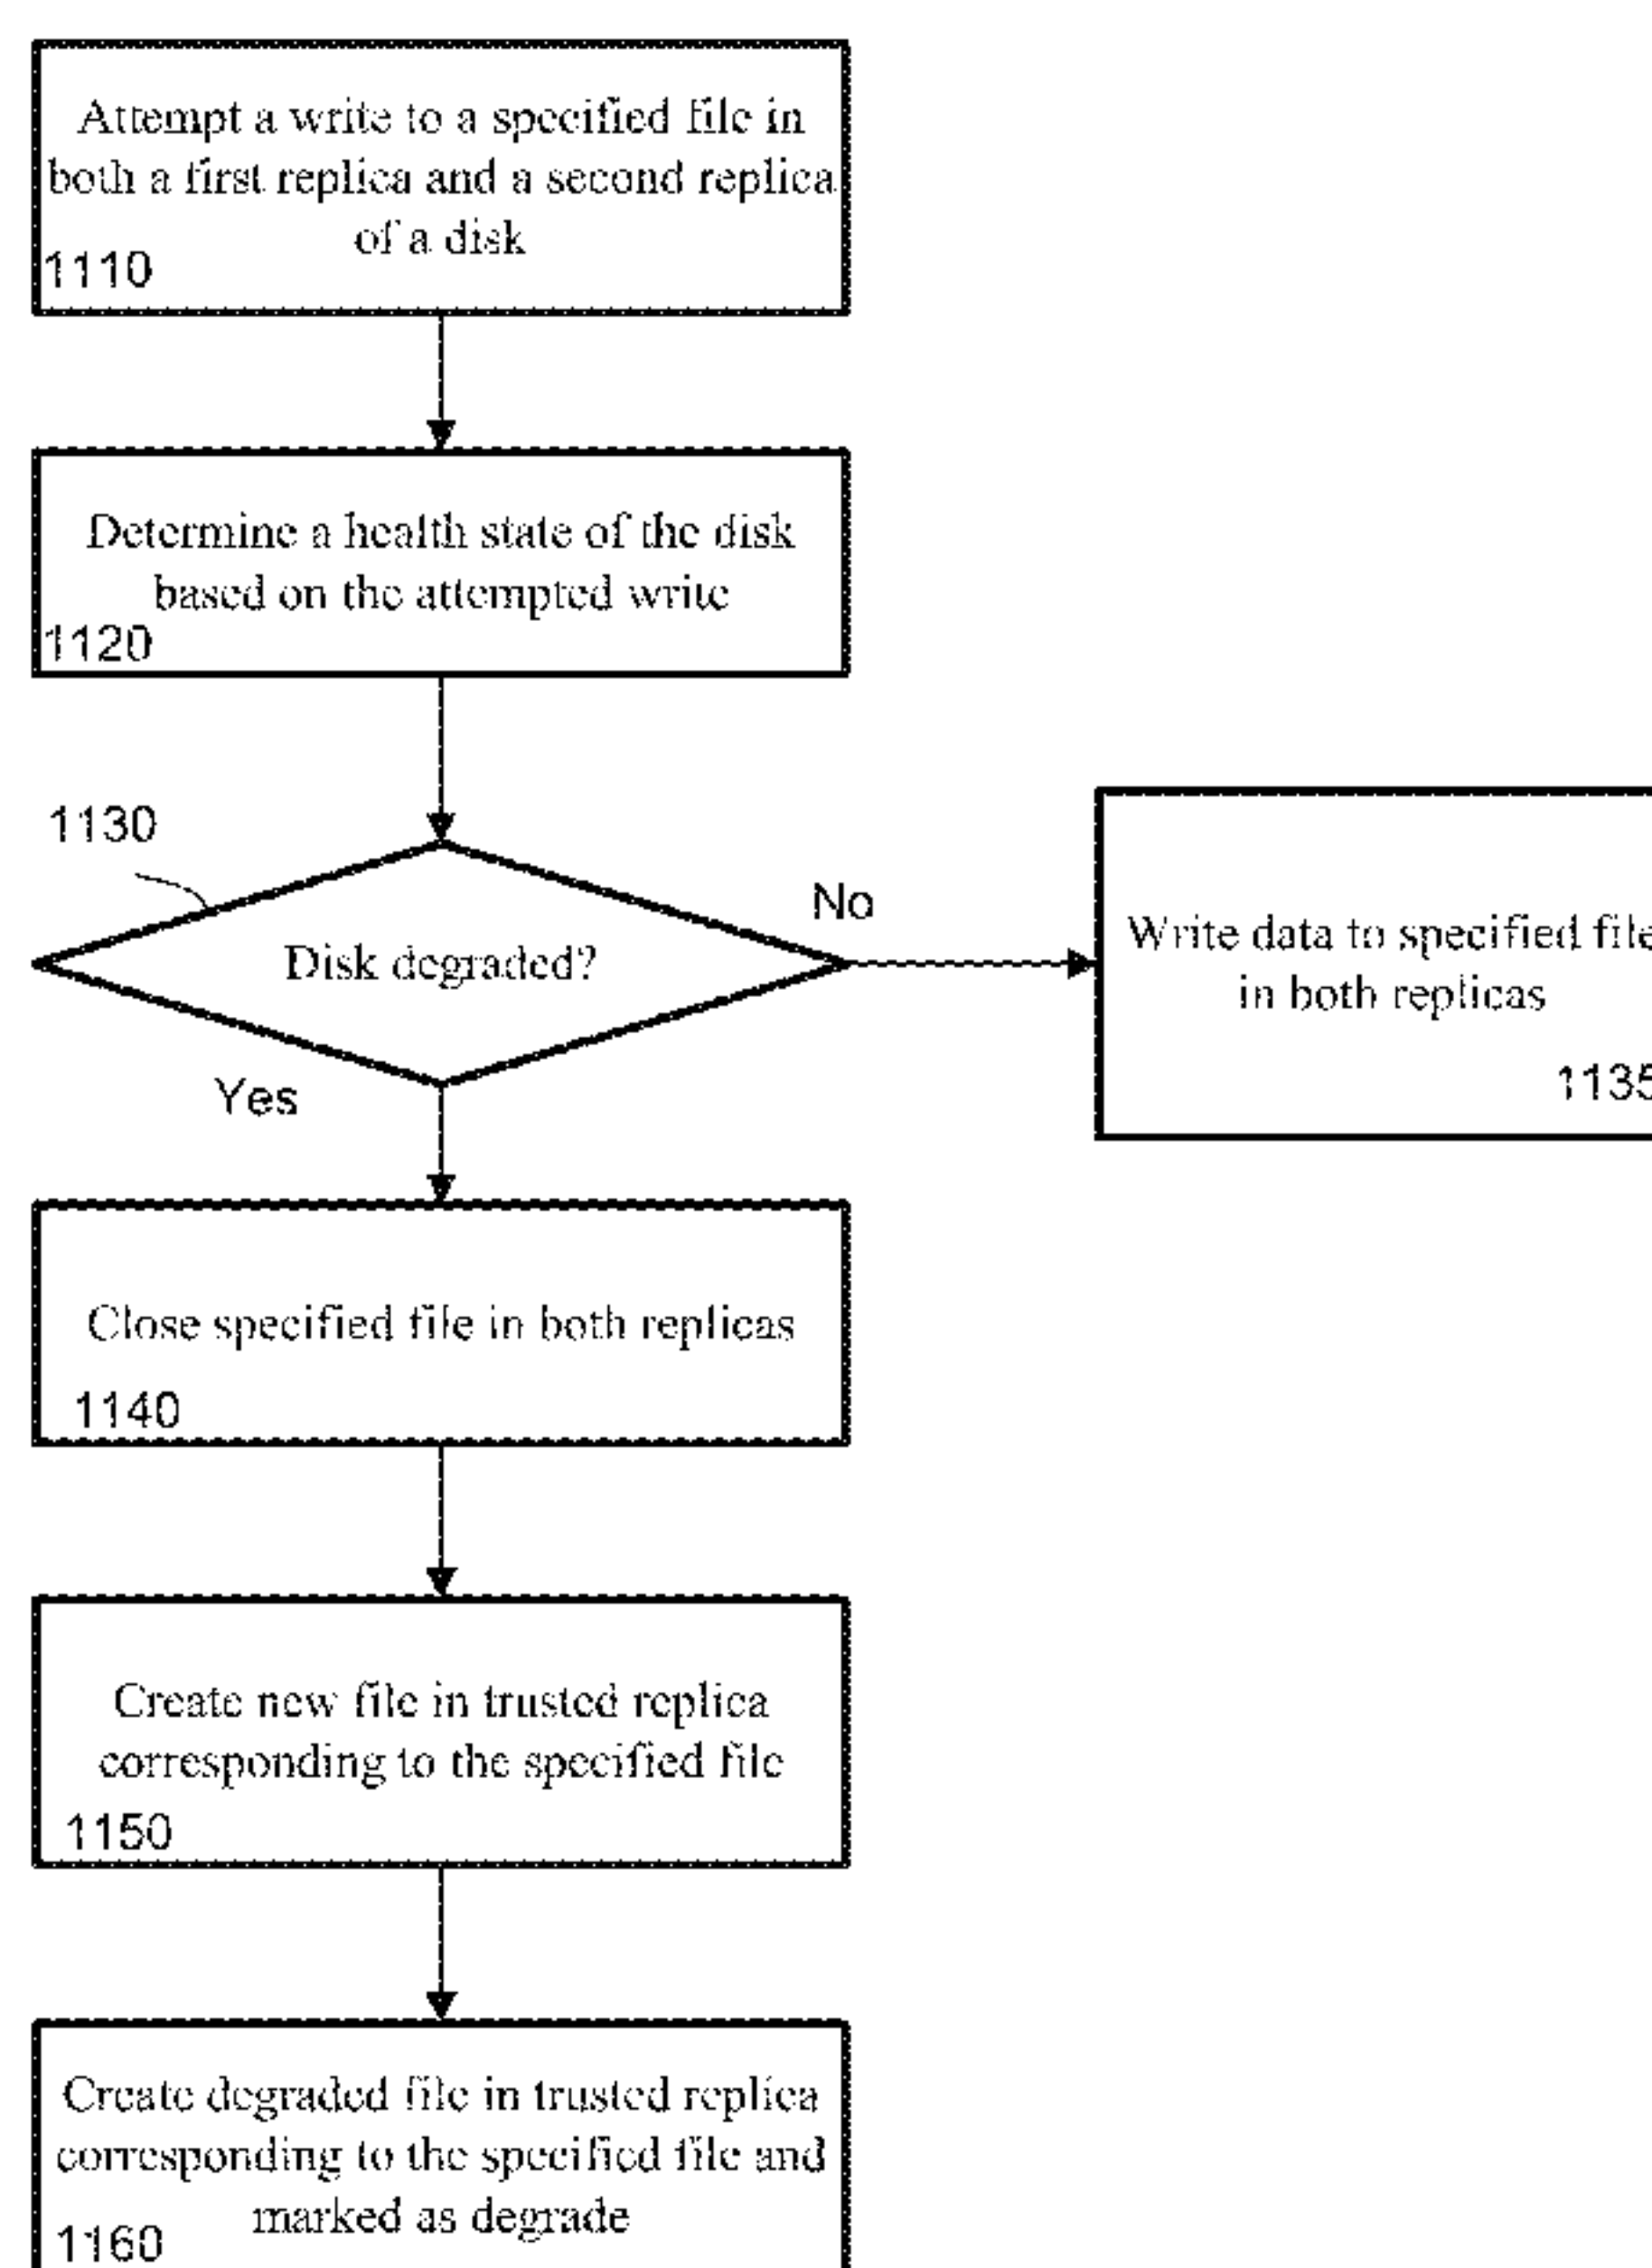 Attempt a write to a specified file in
both a first replica and a second replica
of a disk
1110
Determine a health state of the disk
based on the attempted write
1120
1130
Disk degraded?
No
Yes
Write data to specified file
in both replicas
1135
Close specified file in both replicas
1140
Create new file in trusted replica
corresponding to the specified file
1150
Create degraded file in trusted replica
corresponding to the specified file and
marked as degrade
1160